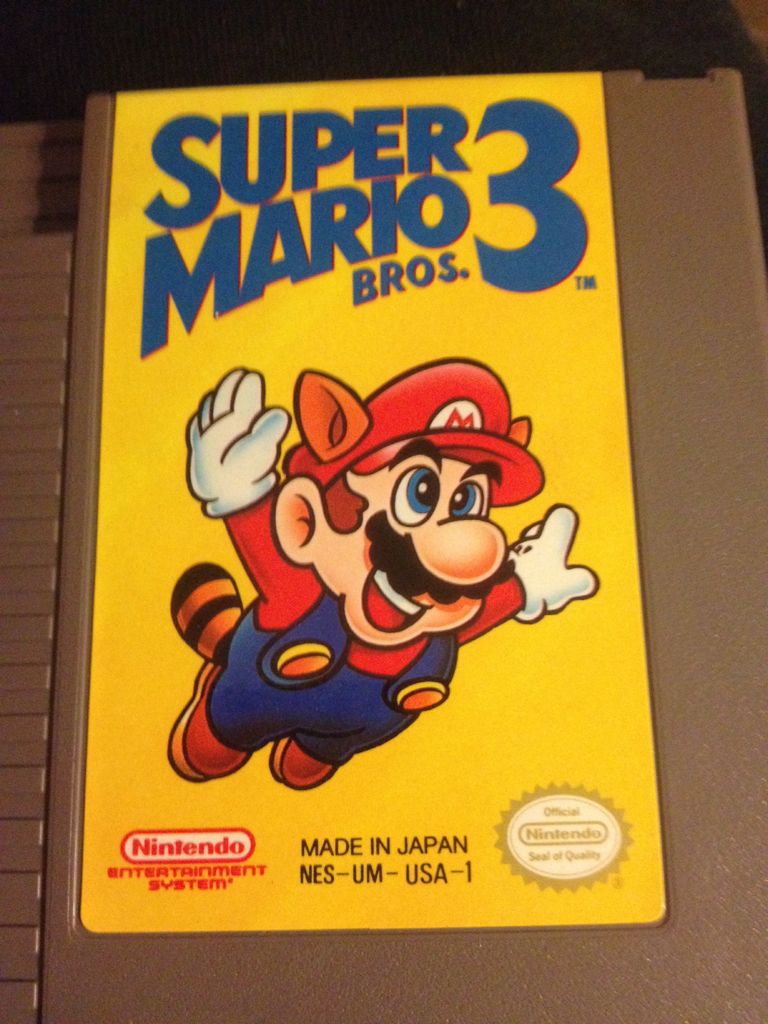 SUPER
MARIO
BROS. 3 TM
M
Nintendo
ENTERTAINMENT
SYSTEM®
MADE IN JAPAN
NES-UM-USA-1
Official
Nintendo
Seal of Quality
®